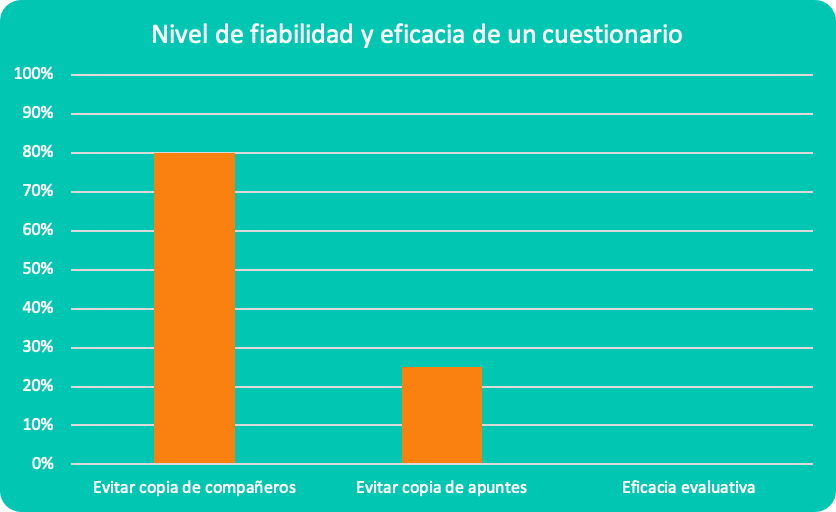 Nivel de fiabilidad y eficacia de un cuestionario
100%
90%
80%
70%
60%
50%
40%
30%
20%
10%
0%
Evitar copia de compañeros
Evitar copia de apuntes
Eficacia evaluativa